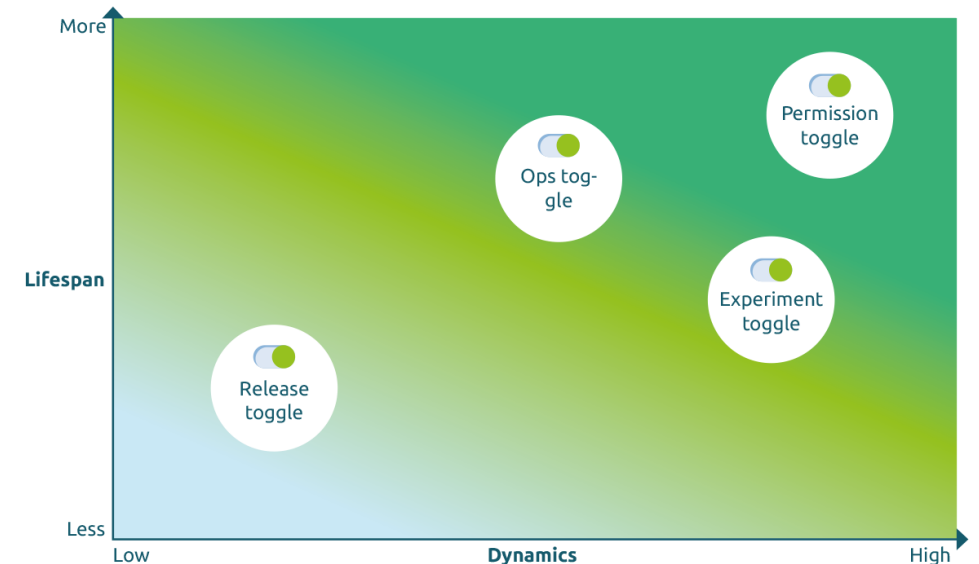 More
Permission
toggle
Ops tog-
gle
Lifespan
Experiment
toggle
Release
toggle
Less
Low
Dynamics
High